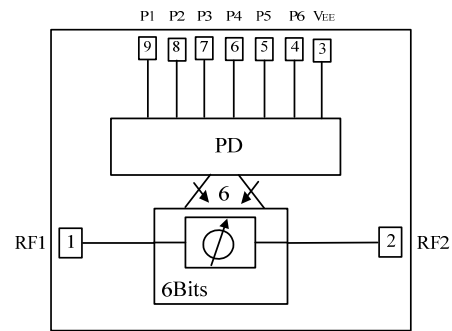 P1 P2 P3 P4 P5 P6 VEE
9 8 7 6 5 4 3
PD
6
RF1 1 2 RF2
6Bits